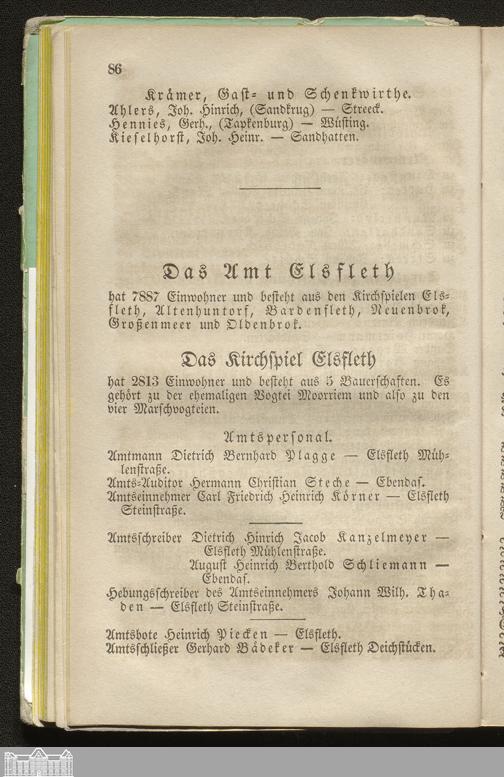 86
Krämer, Gast- und Schenkwirthe.
Ahlers, Joh. Hinrich, (Sandkrug) — Streek.
Hennies, Gerh., (Tapkenburg) — Wüsting.
Kieselhorst, Joh. Heinr. — Sandhatten.
Das Amt Elsfleth
hat 7887 Einwohner und besteht aus den Kirchspielen Els-
fleth, Altenhuntorf, Bardenfleth, Neuenbrok,
Großenmeer und Oldenbrok.
Das Kirchspiel Elsfleth
hat 2813 Einwohner und besteht aus 5 Bauerschaften. Es
gehört zu der ehemaligen Vogtei Moorriem und also zu den
vier Marschvogteien.
Amtspersonal.
Amtmann Dietrich Bernhard Plagge — Elsfleth Müh-
lenstraße.
Amts-Auditor Hermann Christian Steche — Ebendas.
Amtseinnehmer Carl Friedrich Heinrich Körner — Elsfleth
Steinstraße.
Amtsschreiber Dietrich Hinrich Jacob Kanzelmeyer —
Elsfleth Mühlenstraße.
August Heinrich Berthold Schliemann —
Ebendas.
Hebungsschreiber des Amtseinnehmers Johann Wilh. Tha-
den — Elsfleth Steinstraße.
Amtsbote Heinrich Piecken — Elsfleth.
Amtsschließer Gerhard Bädeker — Elsfleth Deichstücken.